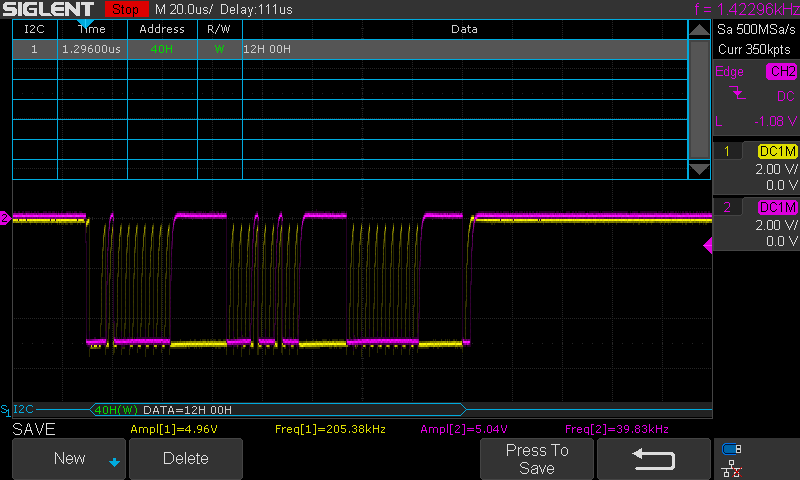 SIGLENT Stop M 20.0us/ Delay:111us f = 1.42296kHz
Sa 500MSa/s
Curr 350kpts
I2C Time Address R/W Data
1 1.29600us 40H W 12H 00H
Edge CH2
DC
L -1.08 V
1 DC1M
2.00 V/
0.0 V
2 DC1M
2.00 V/
0.0 V
2
S1 I2C 40H(W) DATA=12H 00H
SAVE Ampl[1]=4.96V Freq[1]=205.38kHz Ampl[2]=5.04V Freq[2]=39.83kHz
New Delete Press To
Save